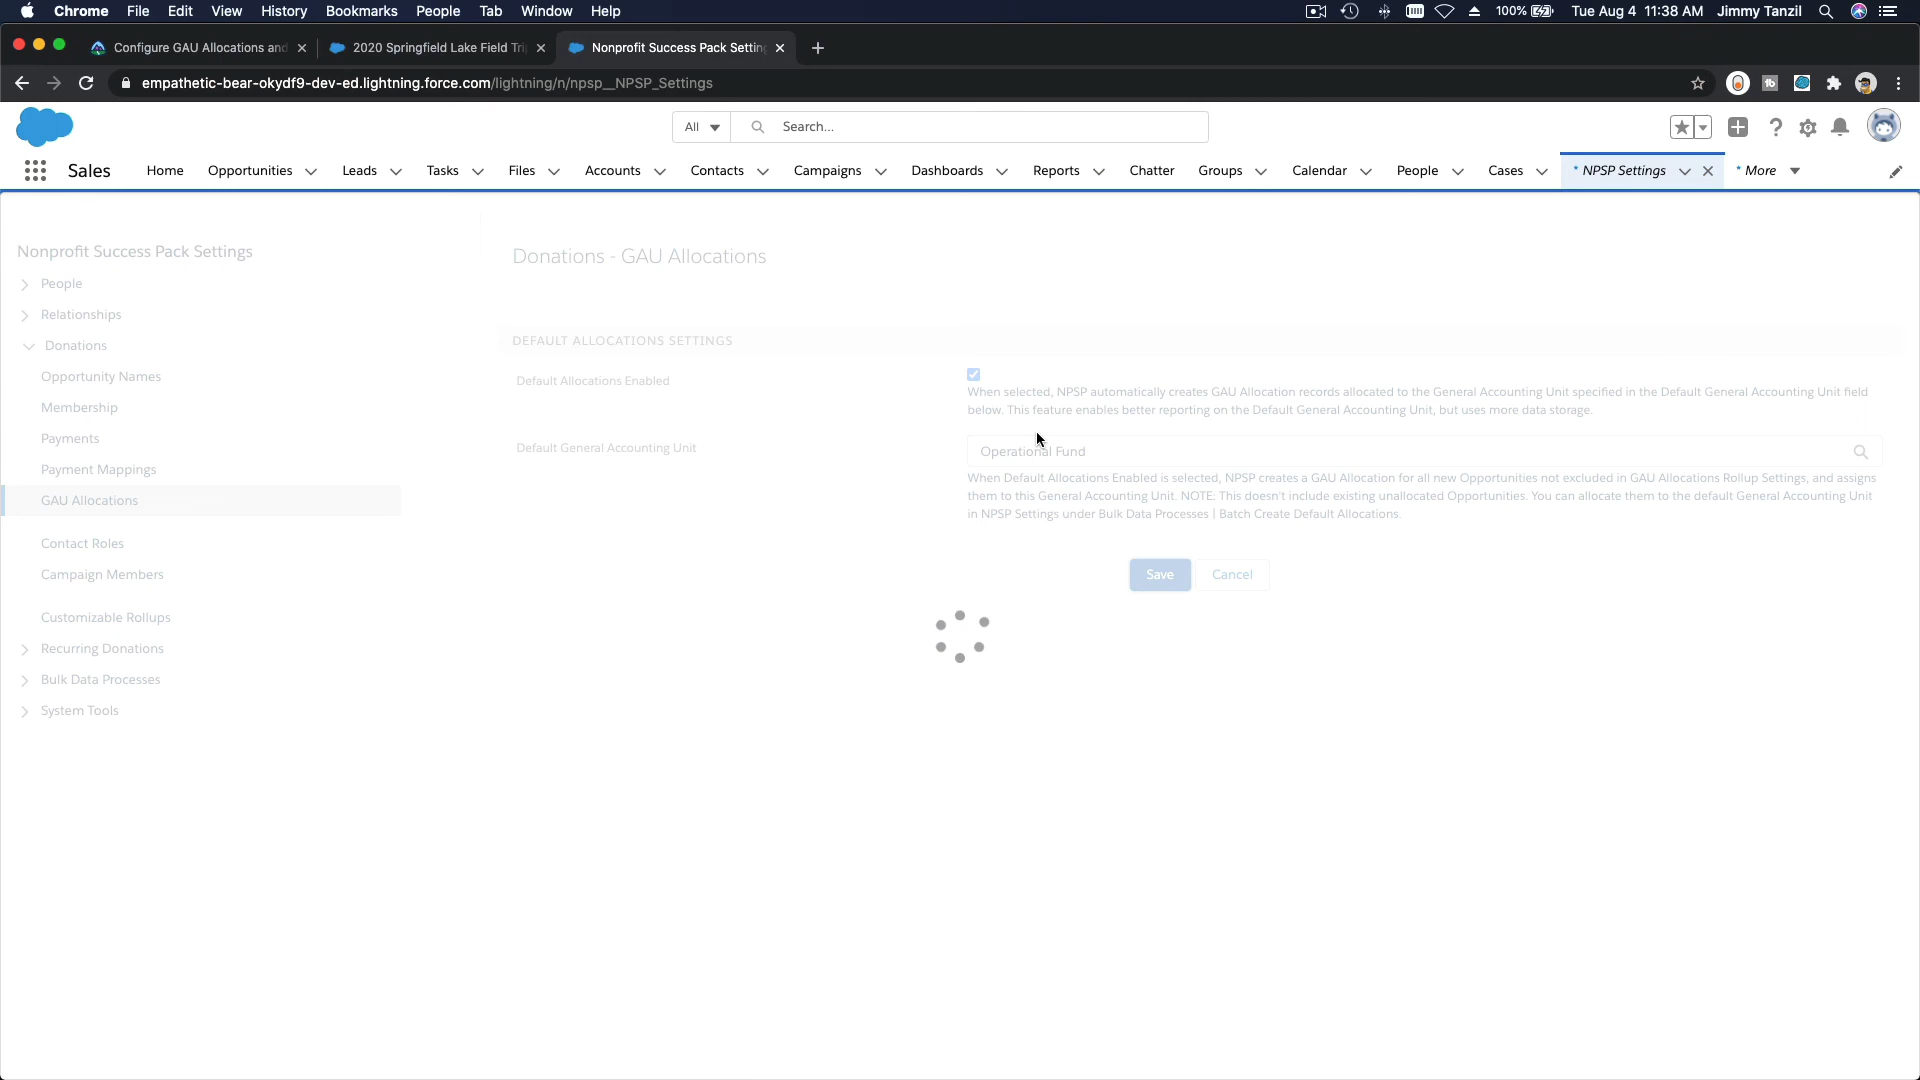 Chrome File Edit View History Bookmarks People Tab Window Help 100% Tue Aug 4 11:38 AM Jimmy Tanzil
Configure GAU Allocations and 2020 Springfield Lake Field Tri Nonprofit Success Pack Setting
empathetic-bear-okydf9-dev-ed.lightning.force.com/lightning/n/npsp__NPSP_Settings
All Search...
Sales Home Opportunities Leads Tasks Files Accounts Contacts Campaigns Dashboards Reports Chatter Groups Calendar People Cases * NPSP Settings * More
Nonprofit Success Pack Settings
People
Relationships
Donations
Opportunity Names
Membership
Payments
Payment Mappings
GAU Allocations
Contact Roles
Campaign Members
Customizable Rollups
Recurring Donations
Bulk Data Processes
System Tools
Donations - GAU Allocations
DEFAULT ALLOCATIONS SETTINGS
Default Allocations Enabled
When selected, NPSP automatically creates GAU Allocation records allocated to the General Accounting Unit specified in the Default General Accounting Unit field
below. This feature enables better reporting on the Default General Accounting Unit, but uses more data storage.
Default General Accounting Unit
Operational Fund
When Default Allocations Enabled is selected, NPSP creates a GAU Allocation for all new Opportunities not excluded in GAU Allocations Rollup Settings, and assigns
them to this General Accounting Unit. NOTE: This doesn't include existing unallocated Opportunities. You can allocate them to the default General Accounting Unit
in NPSP Settings under Bulk Data Processes | Batch Create Default Allocations.
Save Cancel